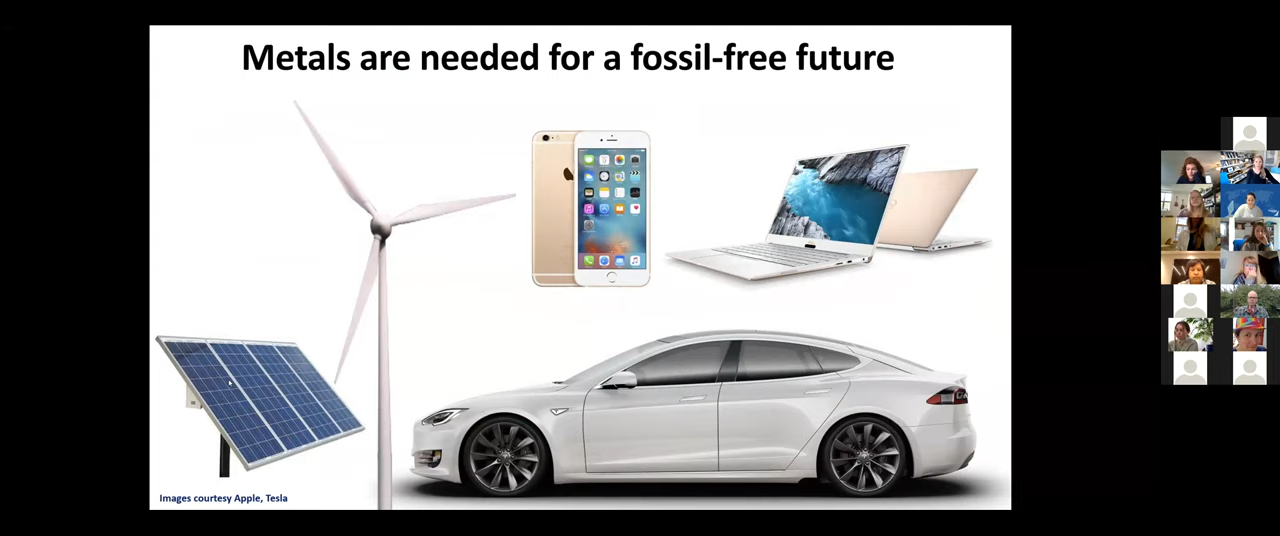 Metals are needed for a fossil-free future
Images courtesy Apple, Tesla